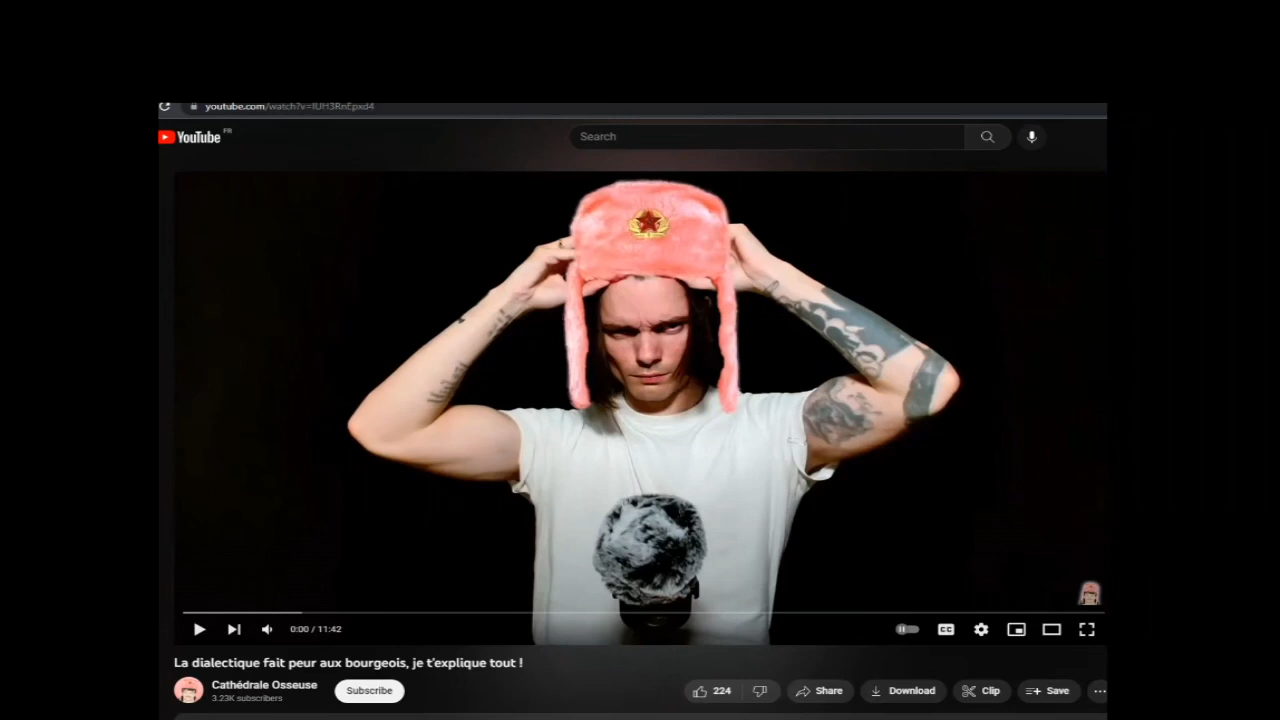 youtube.com/watch?v=IUH3RnEpxd4
YouTube FR
Search
0:00 / 11:42
CC
La dialectique fait peur aux bourgeois, je t'explique tout !
Cathédrale Osseuse
3.23K subscribers
Subscribe
224
Share
Download
Clip
Save